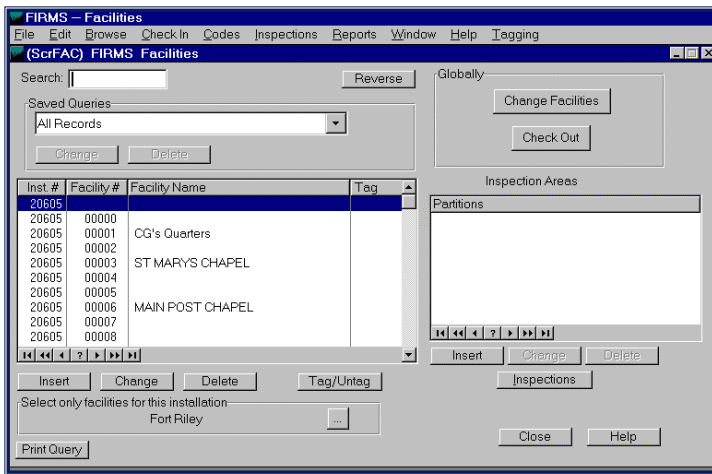 FIRMS – Facilities
File Edit Browse Check In Codes Inspections Reports Window Help Tagging
(ScrFAC) FIRMS Facilities
Search:
Reverse
Saved Queries
All Records
Change Delete
Globally
Change Facilities
Check Out
Inst. # Facility # Facility Name Tag
20605
20605 00000
20605 00001 CG's Quarters
20605 00002
20605 00003 ST MARYS CHAPEL
20605 00004
20605 00005
20605 00006 MAIN POST CHAPEL
20605 00007
20605 00008
?
Insert Change Delete Tag/Untag
Select only facilities for this installation
Fort Riley ...
Print Query
Inspection Areas
Partitions
?
Insert Change Delete
Inspections
Close Help